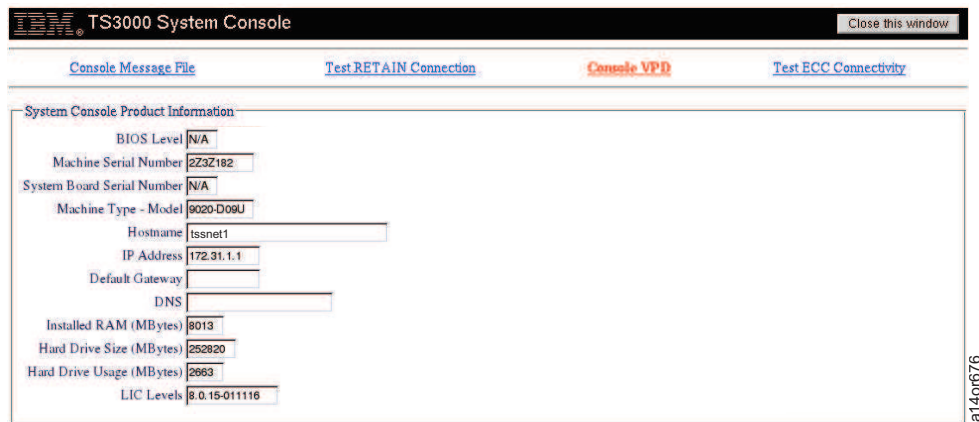 IBM® TS3000 System Console Close this window
Console Message File Test RETAIN Connection Console VPD Test ECC Connectivity
System Console Product Information
BIOS Level N/A
Machine Serial Number 2Z3Z182
System Board Serial Number N/A
Machine Type - Model 9020-D09U
Hostname tssnet1
IP Address 172.31.1.1
Default Gateway
DNS
Installed RAM (MBytes) 8013
Hard Drive Size (MBytes) 252820
Hard Drive Usage (MBytes) 2663
LIC Levels 8.0.15-011116
a14or676